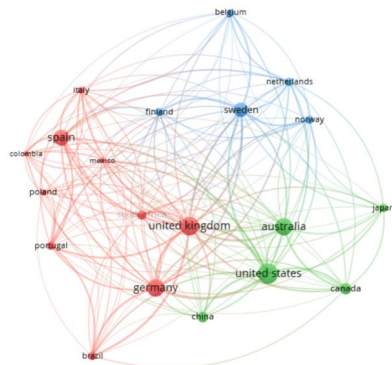 belgium
italy
netherlands
finland
sweden
norway
spain
colombia
mexico
poland
japan
united kingdom
australia
portugal
united states
germany
canada
china
brazil